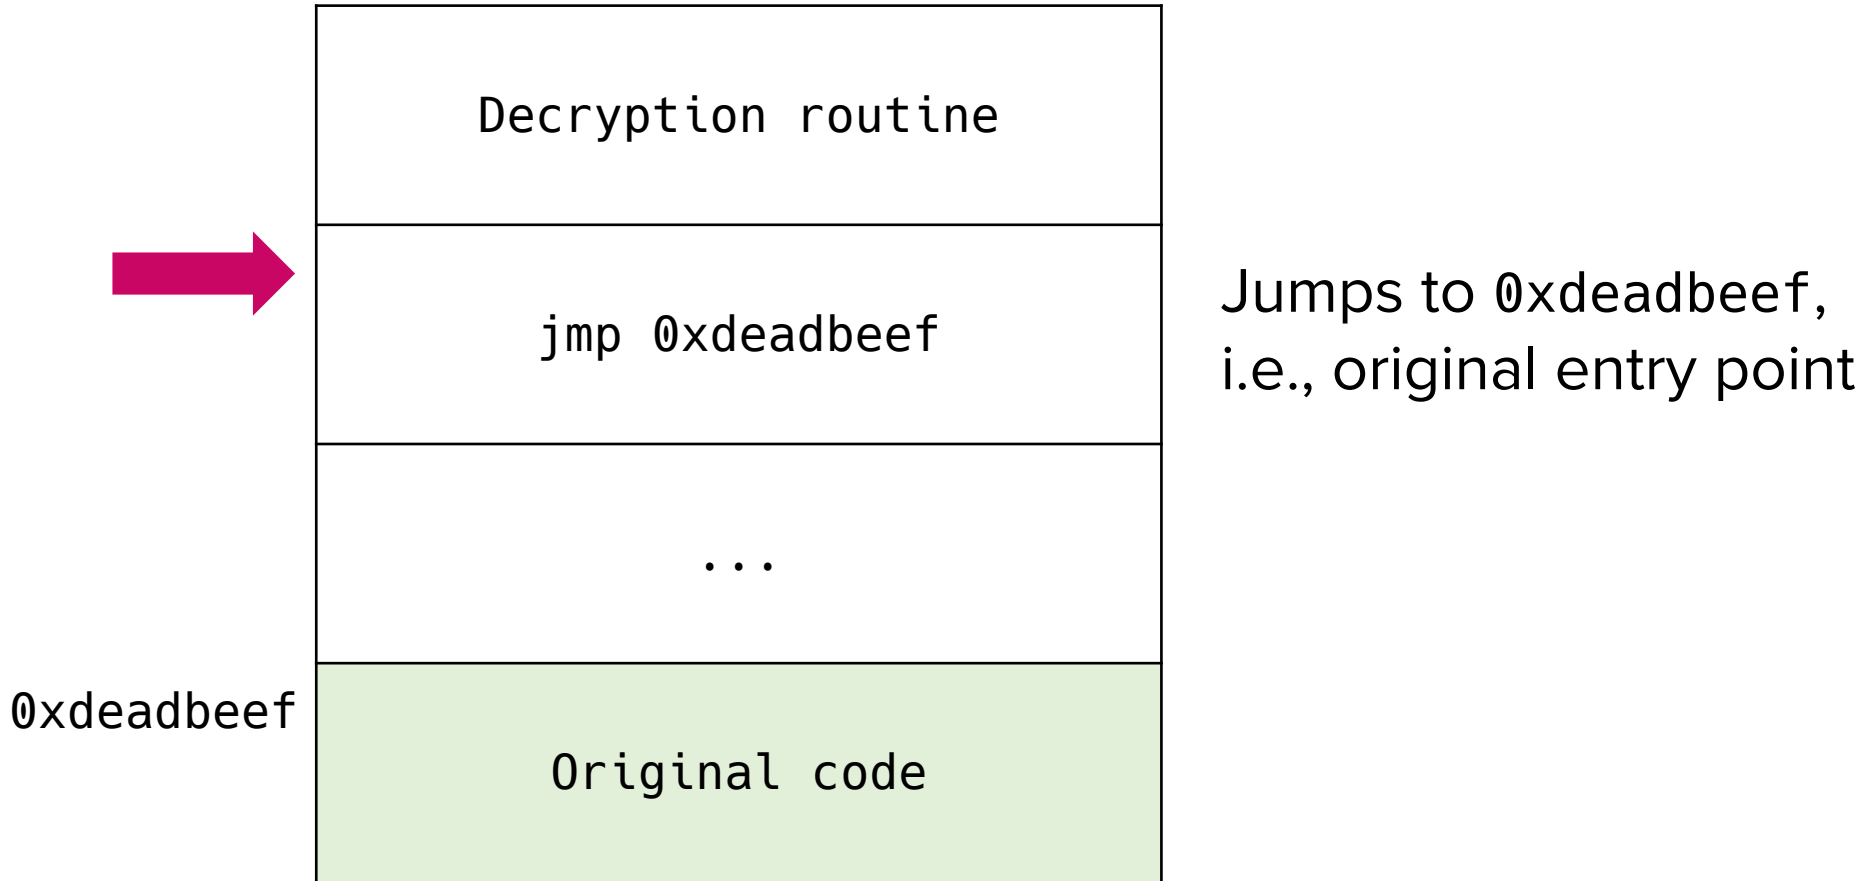 Decryption routine
jmp 0xdeadbeef
Jumps to 0xdeadbeef,
i.e., original entry point
...
0xdeadbeef
Original code